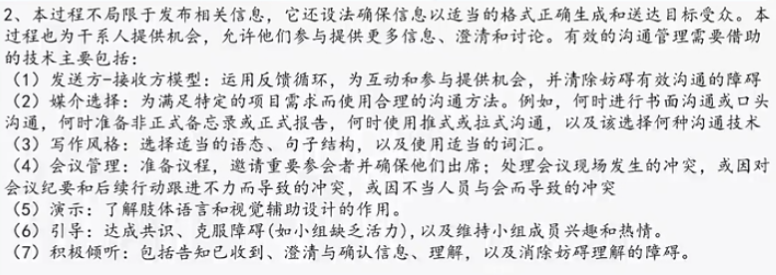 2、本过程不局限于发布相关信息，它还设法确保信息以适当的格式正确生成和送达目标受众。本
过程也为干系人提供机会，允许他们参与提供更多信息、澄清和讨论。有效的沟通管理需要借助
的技术主要包括：
（1）发送方-接收方模型：运用反馈循环，为互动和参与提供机会，并清除妨碍有效沟通的障碍
（2）媒介选择：为满足特定的项目需求而使用合理的沟通方法。例如，何时进行书面沟通或口头
沟通，何时准备非正式备忘录或正式报告，何时使用推式或拉式沟通，以及该选择何种沟通技术
（3）写作风格：选择适当的语态、句子结构，以及使用适当的词汇。
（4）会议管理：准备议程，邀请重要参会者并确保他们出席；处理会议现场发生的冲突，或因对
会议纪要和后续行动跟进不力而导致的冲突，或因不当人员与会而导致的冲突
（5）演示：了解肢体语言和视觉辅助设计的作用。
（6）引导：达成共识、克服障碍(如小组缺乏活力)，以及维持小组成员兴趣和热情。
（7）积极倾听：包括告知已收到、澄清与确认信息、理解，以及消除妨碍理解的障碍。